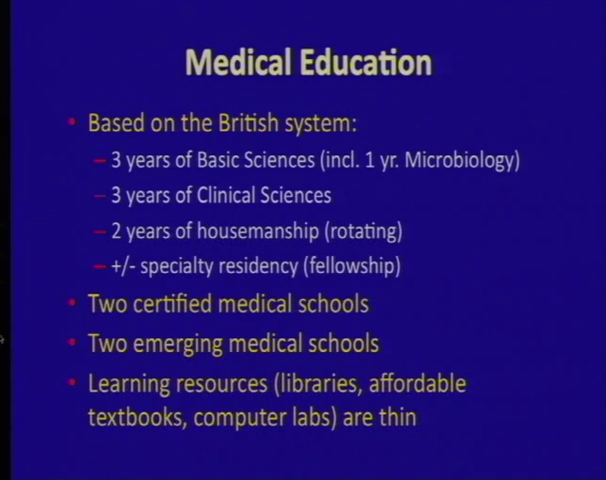 Medical Education
• Based on the British system:
– 3 years of Basic Sciences (incl. 1 yr. Microbiology)
– 3 years of Clinical Sciences
– 2 years of housemanship (rotating)
– +/- specialty residency (fellowship)
• Two certified medical schools
• Two emerging medical schools
• Learning resources (libraries, affordable
textbooks, computer labs) are thin